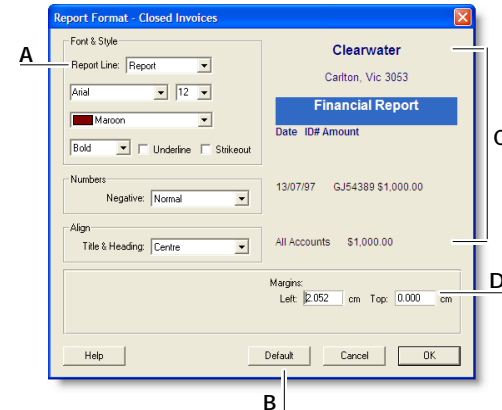 Report Format - Closed Invoices
Font & Style
A
Report Line: Report
Arial 12
Maroon
Bold Underline Strikeout
Numbers
Negative: Normal
Align
Title & Heading: Centre
Clearwater
Carlton, Vic 3053
Financial Report
Date ID# Amount
C
13/07/97 GJ54389 $1,000.00
All Accounts $1,000.00
Margins:
Left: 2.052 cm Top: 0.000 cm
D
Help Default Cancel OK
B